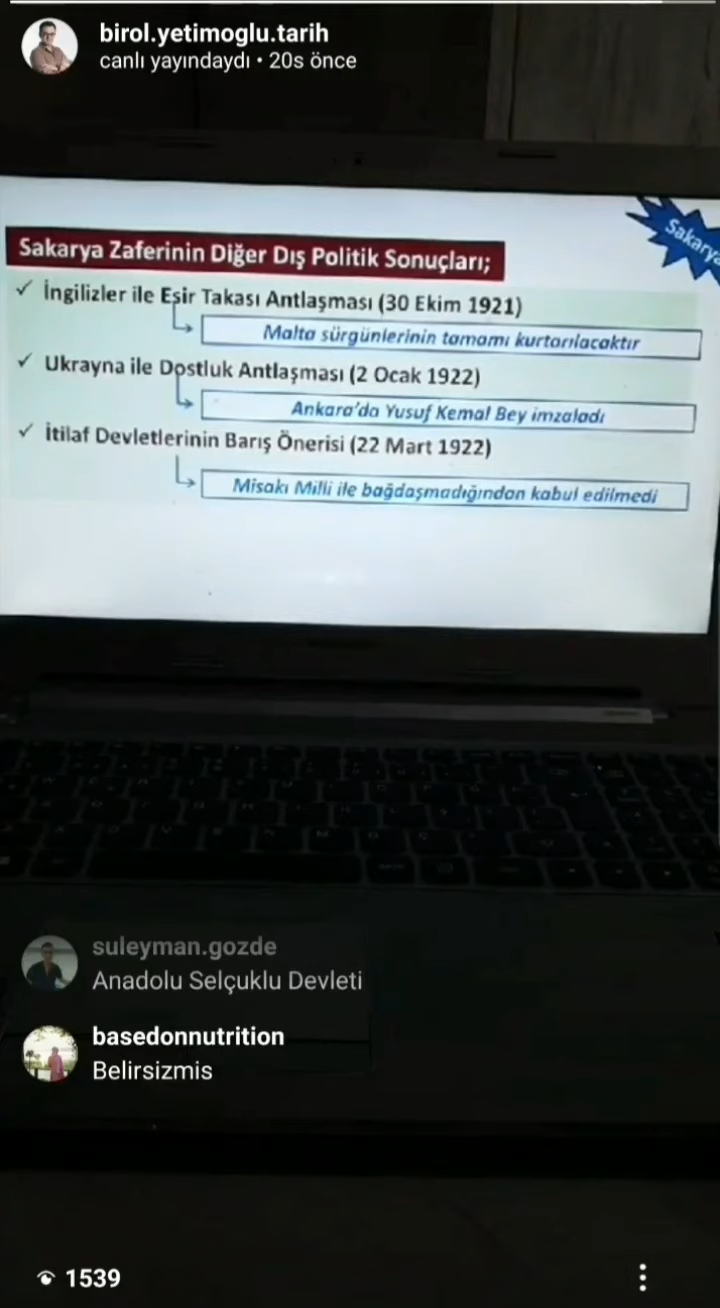 birol.yetimoglu.tarih
canlı yayındaydı • 20s önce
Sakarya
Sakarya Zaferinin Diğer Dış Politik Sonuçları;
✓ İngilizler ile Esir Takası Antlaşması (30 Ekim 1921)
Malta sürgünlerinin tamamı kurtarılacaktır
✓ Ukrayna ile Dostluk Antlaşması (2 Ocak 1922)
Ankara'da Yusuf Kemal Bey imzaladı
✓ İtilaf Devletlerinin Barış Önerisi (22 Mart 1922)
Misakı Milli ile bağdaşmadığından kabul edilmedi
suleyman.gozde
Anadolu Selçuklu Devleti
basedonnutrition
Belirsizmis
1539